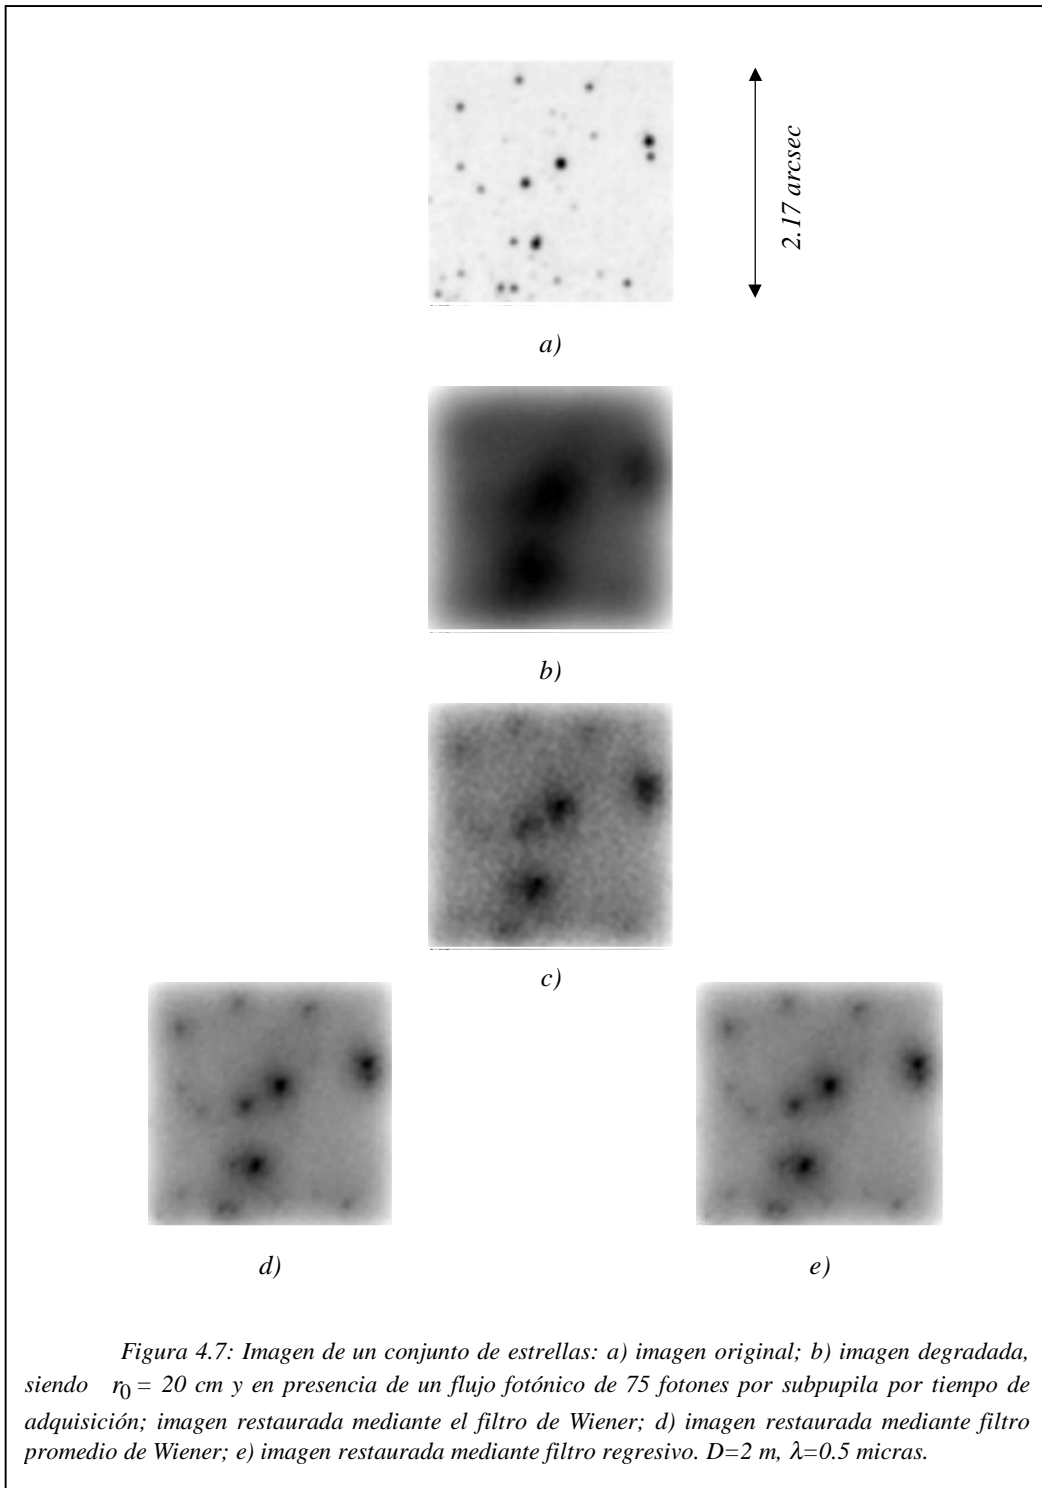 2.17 arcsec
a)
b)
c)
d)
e)
Figura 4.7: Imagen de un conjunto de estrellas: a) imagen original; b) imagen degradada,
siendo r0 = 20 cm y en presencia de un flujo fotónico de 75 fotones por subpupila por tiempo de
adquisición; imagen restaurada mediante el filtro de Wiener; d) imagen restaurada mediante filtro
promedio de Wiener; e) imagen restaurada mediante filtro regresivo. D=2 m, λ=0.5 micras.